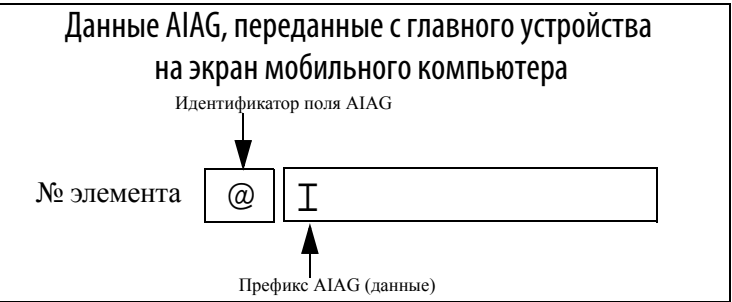 Данные AIAG, переданные с главного устройства
на экран мобильного компьютера
Идентификатор поля AIAG
№ элемента @ I
Префикс AIAG (данные)